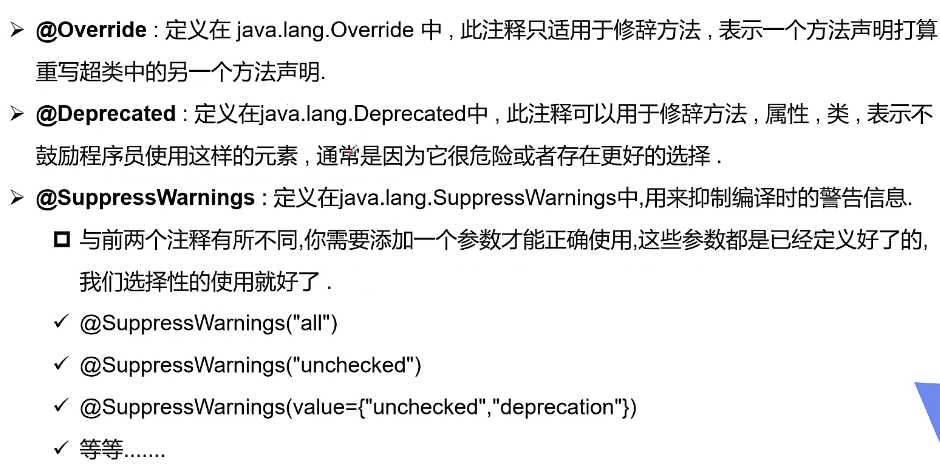 ➢ @Override : 定义在 java.lang.Override 中 , 此注释只适用于修辞方法 , 表示一个方法声明打算
重写超类中的另一个方法声明.
➢ @Deprecated : 定义在java.lang.Deprecated中 , 此注释可以用于修辞方法 , 属性 , 类 , 表示不
鼓励程序员使用这样的元素 , 通常是因为它很危险或者存在更好的选择 .
➢ @SuppressWarnings : 定义在java.lang.SuppressWarnings中,用来抑制编译时的警告信息.
❑ 与前两个注释有所不同,你需要添加一个参数才能正确使用,这些参数都是已经定义好了的,
我们选择性的使用就好了 .
✓ @SuppressWarnings("all")
✓ @SuppressWarnings("unchecked")
✓ @SuppressWarnings(value={"unchecked","deprecation"})
✓ 等等.......